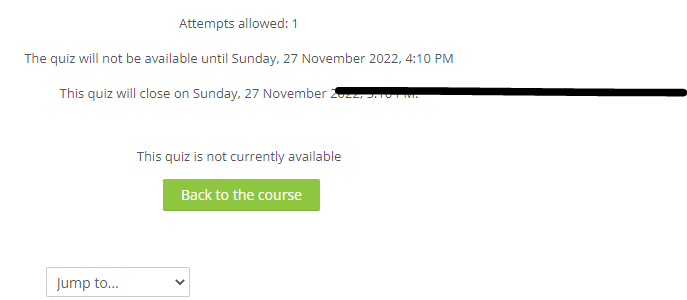 Attempts allowed: 1
The quiz will not be available until Sunday, 27 November 2022, 4:10 PM
This quiz will close on Sunday, 27 November
This quiz is not currently available
Back to the course
Jump to...